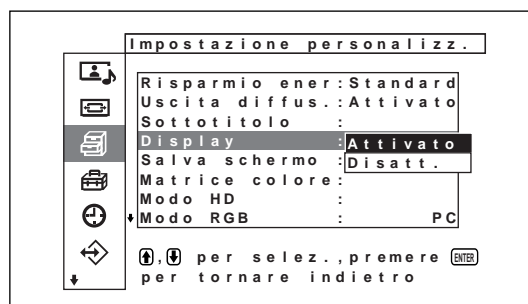 Impostazione personalizz.
Risparmio ener:Standard
Uscita diffus.:Attivato
Sottotitolo :
Display :Attivato
Salva schermo :Disatt.
Matrice colore:
Modo HD :
Modo RGB : PC
, per selez.,premere ENTER
per tornare indietro